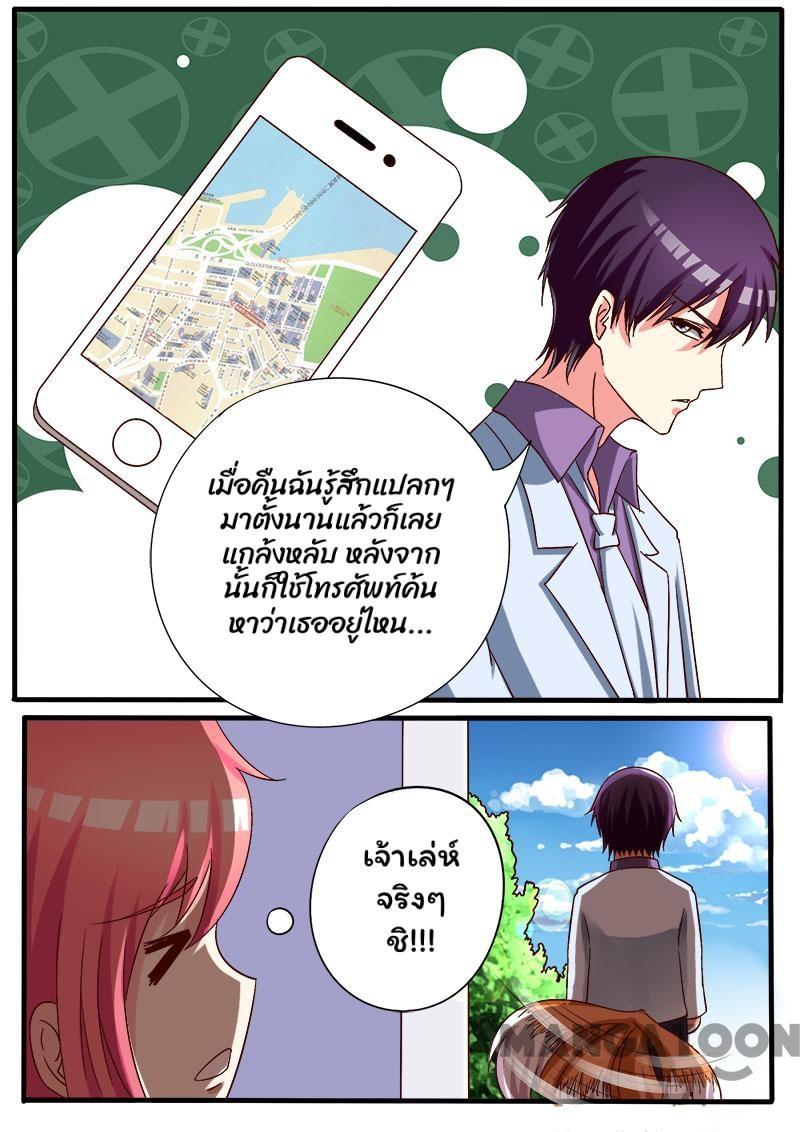 GLOUCESTER ROAD
เมื่อคืนฉันรู้สึกแปลกๆ
มาตั้งนานแล้วก็เลย
แกล้งหลับ หลังจาก
นั้นก็ใช้โทรศัพท์ค้น
หาว่าเธออยู่ไหน...
เจ้าเล่ห์
จริงๆ
ชิ!!!
MANGATOON